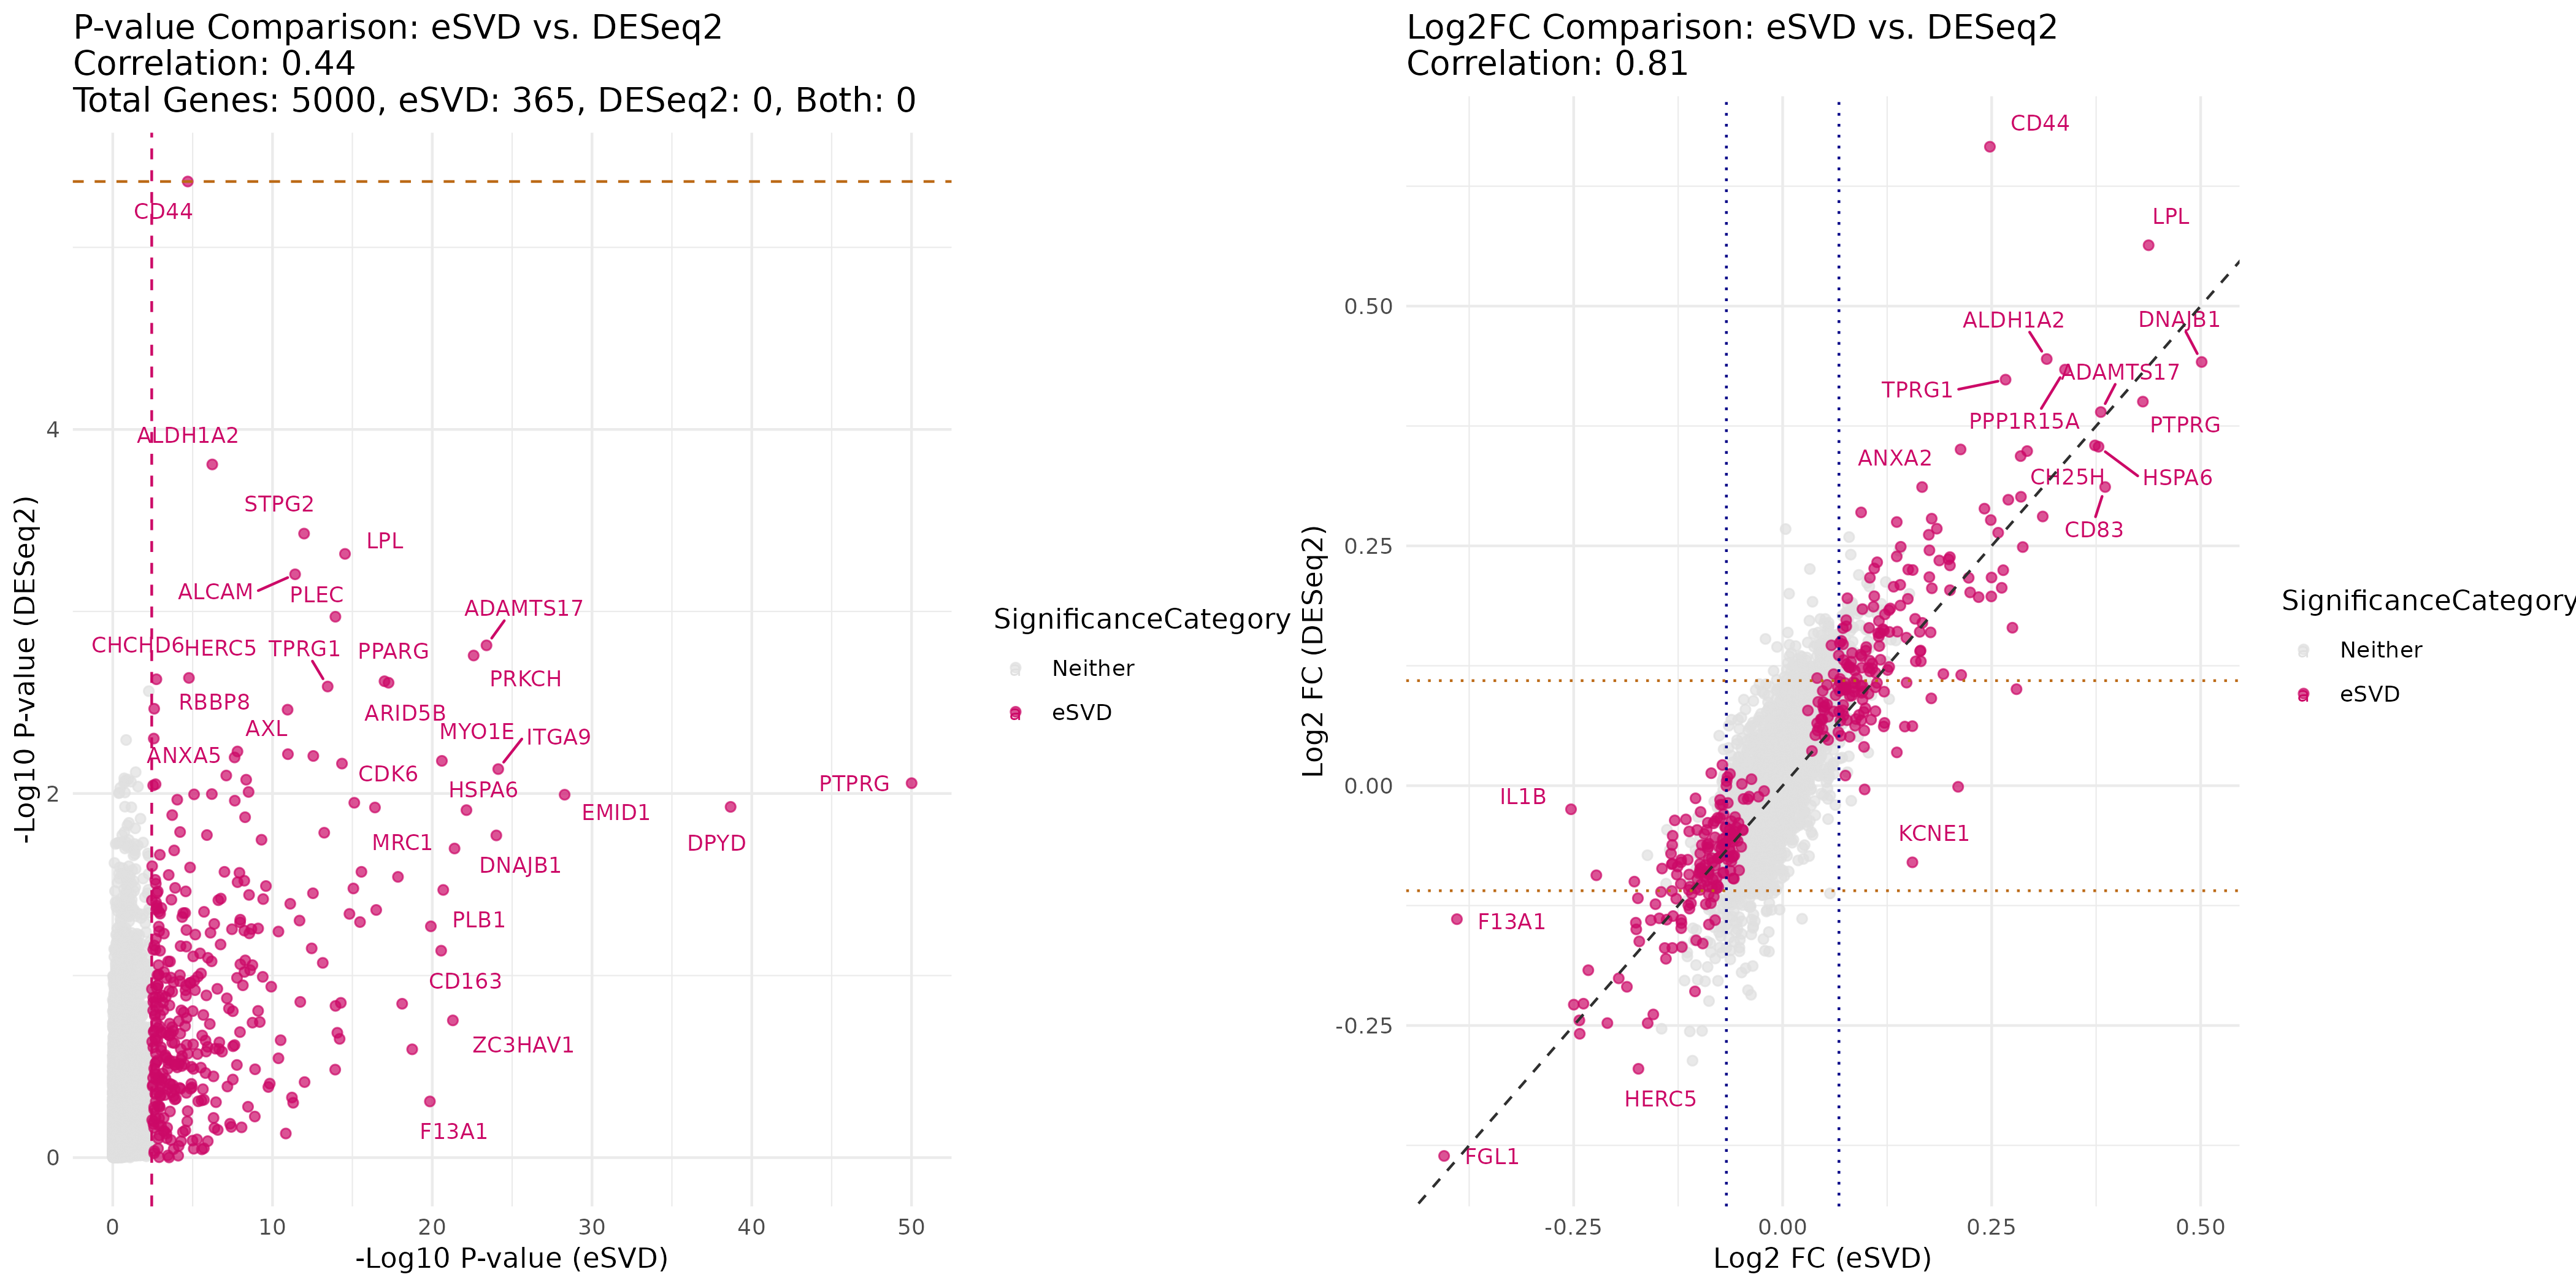 P-value Comparison: eSVD vs. DESeq2
Correlation: 0.44
Total Genes: 5000, eSVD: 365, DESeq2: 0, Both: 0
-Log10 P-value (DESeq2)
4
2
0
CD44
ALDH1A2
STPG2
LPL
ALCAM
PLEC
ADAMTS17
CHCHD6
HERC5
TPRG1
PPARG
PRKCH
RBBP8
ARID5B
AXL
MYO1E
ITGA9
ANXA5
CDK6
HSPA6
PTPRG
EMID1
MRC1
DPYD
DNAJB1
PLB1
CD163
ZC3HAV1
F13A1
0
10
20
30
40
50
-Log10 P-value (eSVD)
SignificanceCategory
Neither
eSVD
Log2FC Comparison: eSVD vs. DESeq2
Correlation: 0.81
Log2 FC (DESeq2)
0.50
0.25
0.00
-0.25
CD44
LPL
ALDH1A2
DNAJB1
ADAMTS17
TPRG1
PPP1R15A
PTPRG
ANXA2
CH25H
HSPA6
CD83
IL1B
KCNE1
F13A1
HERC5
FGL1
-0.25
0.00
0.25
0.50
Log2 FC (eSVD)
SignificanceCategory
Neither
eSVD